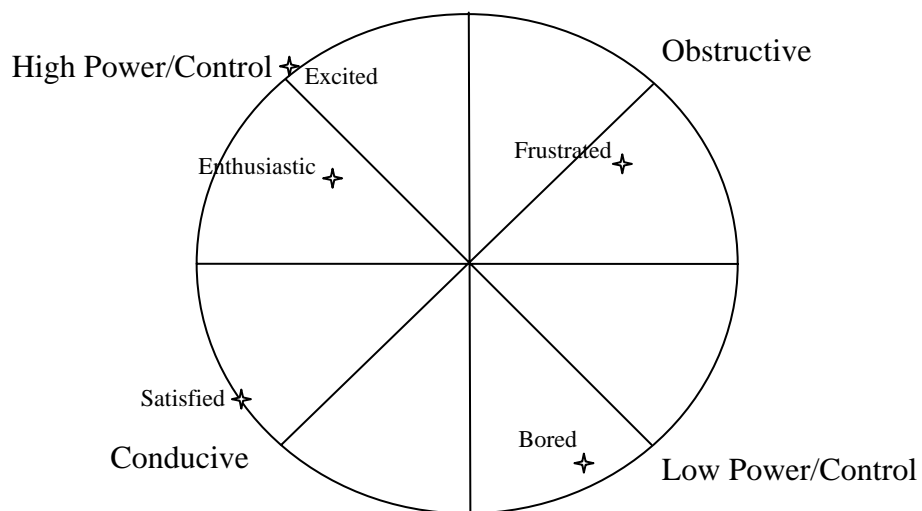 Obstructive
High Power/Control
Excited
Frustrated
Enthusiastic
Satisfied
Bored
Conducive
Low Power/Control